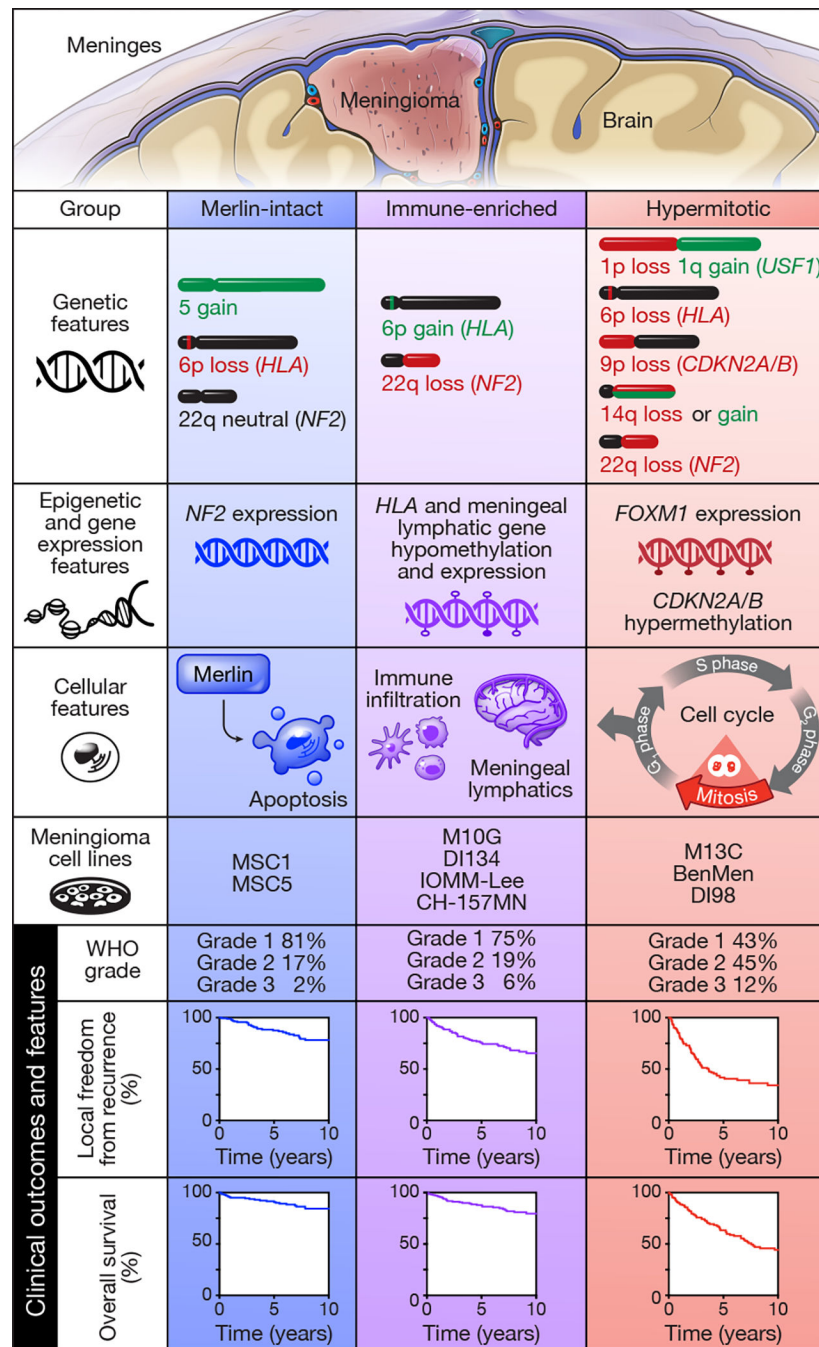 Meninges
Meningioma
Brain
Group
Merlin-intact
Immune-enriched
Hypermitotic
Genetic
features
5 gain
6p loss (HLA)
22q neutral (NF2)
6p gain (HLA)
22q loss (NF2)
1p loss 1q gain (USF1)
6p loss (HLA)
9p loss (CDKN2A/B)
14q loss or gain
22q loss (NF2)
Epigenetic
and gene
expression
features
NF2 expression
HLA and meningeal
lymphatic gene
hypomethylation
and expression
FOXM1 expression
CDKN2A/B
hypermethylation
Cellular
features
Merlin
Apoptosis
Immune
infiltration
Meningeal
lymphatics
S phase
G2 phase
G1 phase
Cell cycle
Mitosis
Meningioma
cell lines
MSC1
MSC5
M10G
DI134
IOMM-Lee
CH-157MN
M13C
BenMen
DI98
Clinical outcomes and features
WHO
grade
Grade 1 81%
Grade 2 17%
Grade 3 2%
Grade 1 75%
Grade 2 19%
Grade 3 6%
Grade 1 43%
Grade 2 45%
Grade 3 12%
Local freedom
from recurrence
(%)
100
50
0
0 5 10
Time (years)
100
50
0
0 5 10
Time (years)
100
50
0
0 5 10
Time (years)
Overall survival
(%)
100
50
0
0 5 10
Time (years)
100
50
0
0 5 10
Time (years)
100
50
0
0 5 10
Time (years)